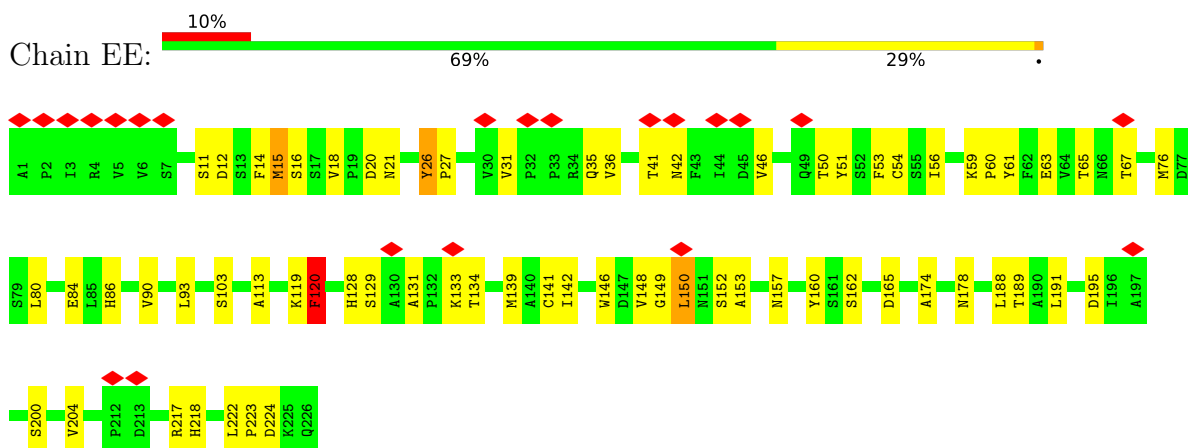 10%
Chain EE:
69% 29% •
A1 P2 I3 R4 V5 V6 S7 S11 D12 S13 F14 M15 S16 S17 V18 P19 D20 N21 Y26 P27 V30 V31 P32 P33 R34 Q35 V36 T41 N42 F43 I44 D45 V46 Q49 T50 Y51 S52 F53 C54 S55 I56 K59 P60 Y61 F62 E63 V64 T65 N66 T67 M76 D77
S79 L80 E84 L85 H86 V90 L93 S103 A113 K119 F120 H128 S129 A130 A131 P132 K133 T134 M139 A140 C141 I142 W146 D147 V148 G149 L150 N151 S152 A153 N157 Y160 S161 S162 D165 A174 N178 L188 T189 A190 L191 D195 I196 A197
S200 V204 P212 D213 R217 H218 L222 P223 D224 K225 Q226